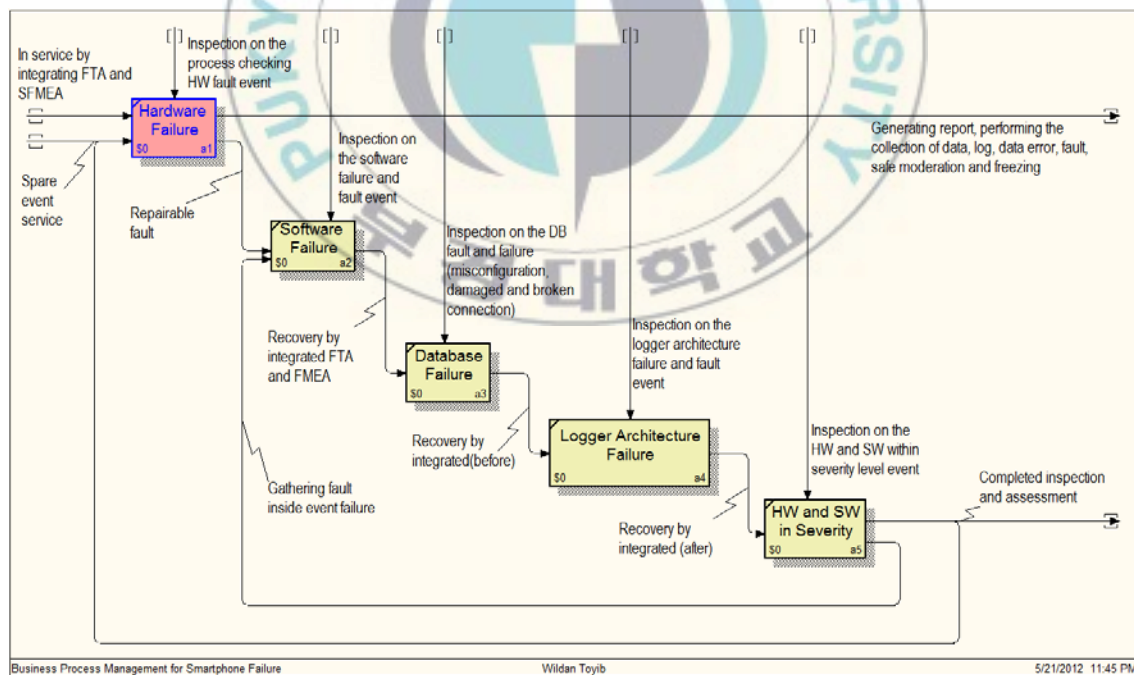 PUKY
ERSITY
부경대학교
[ ] [ ] [ ] [ ] [ ]
In service by
integrating FTA and
SFMEA
Inspection on the
process checking
HW fault event
Hardware
Failure
$0 a1
Generating report, performing the
collection of data, log, data error, fault,
safe moderation and freezing
Spare
event
service
Repairable
fault
Inspection on
the software
failure and
fault event
Software
Failure
$0 a2
Inspection on the DB
fault and failure
(misconfiguration,
damaged and broken
connection)
Recovery by
integrated FTA
and FMEA
Database
Failure
$0 a3
Inspection on the
logger architecture
failure and fault
event
Recovery by
integrated(before)
Logger Architecture
Failure
$0 a4
Inspection on the
HW and SW within
severity level event
Gathering fault
inside event failure
Recovery by
integrated (after)
HW and SW
in Severity
$0 a5
Completed inspection
and assessment
Business Process Management for Smartphone Failure
Wildan Toyib
5/21/2012 11:45 PM